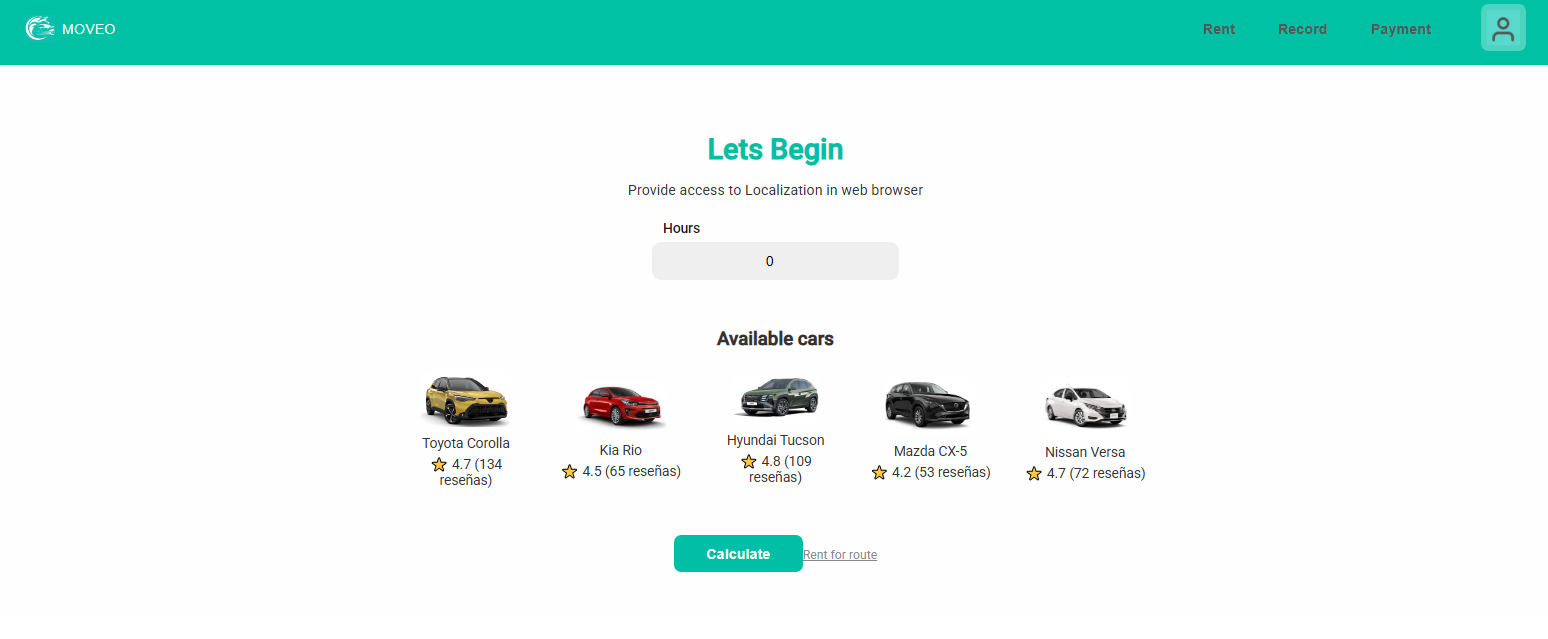 MOVEO
Rent
Record
Payment
Lets Begin
Provide access to Localization in web browser
Hours
0
Available cars
Toyota Corolla
4.7 (134
reseñas)
Kia Rio
4.5 (65 reseñas)
Hyundai Tucson
4.8 (109
reseñas)
Mazda CX-5
4.2 (53 reseñas)
Nissan Versa
4.7 (72 reseñas)
Calculate
Rent for route